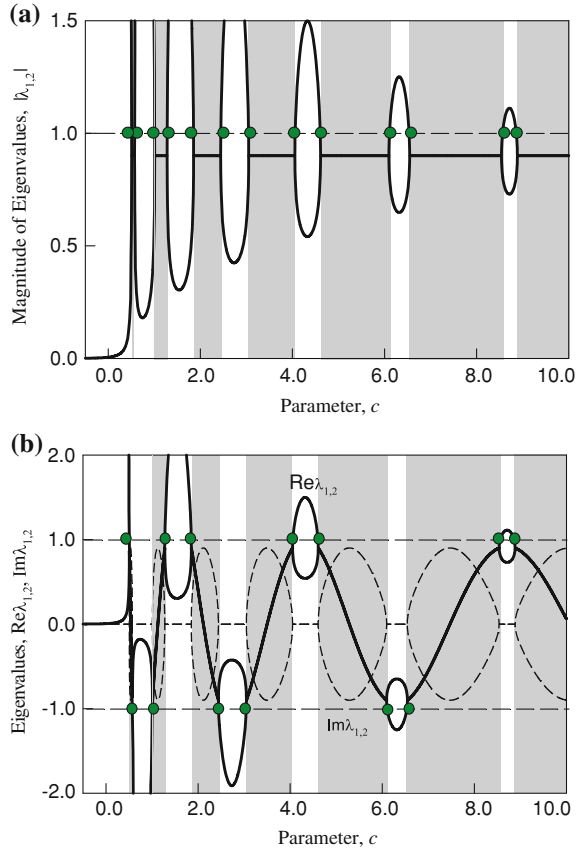 (a)
1.5
1.0
0.5
0.0
Magnitude of Eigenvalues, |λ1,2|
0.0 2.0 4.0 6.0 8.0 10.0
Parameter, c
(b)
2.0
1.0
0.0
-1.0
-2.0
Eigenvalues, Reλ1,2, Imλ1,2
Reλ1,2
Imλ1,2
0.0 2.0 4.0 6.0 8.0 10.0
Parameter, c